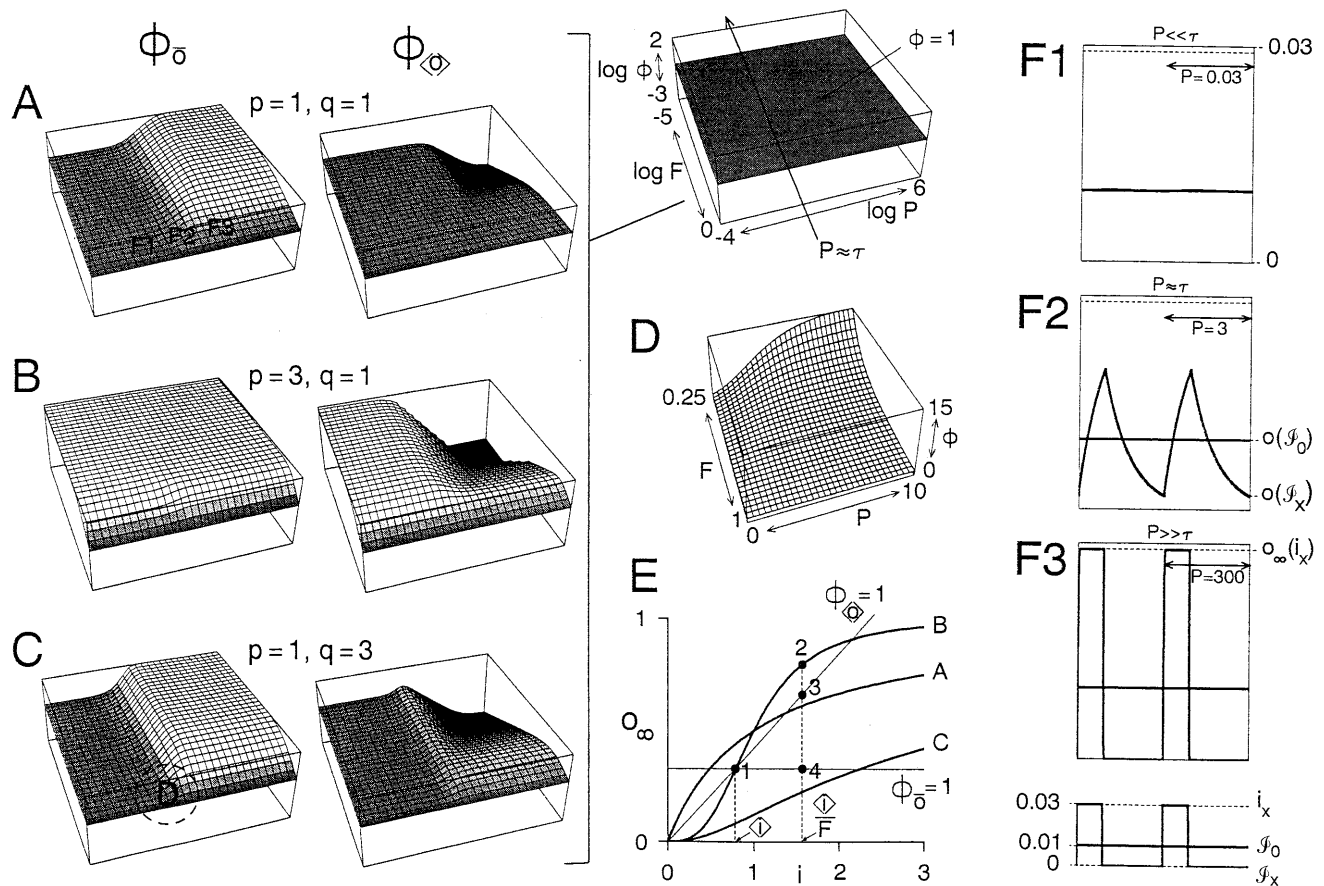 Φō Φ⟨o⟩
A
p=1, q=1
F1 F2 F3
B
p=3, q=1
C
p=1, q=3
D
2
log Φ
-3
-5
log F
0
-4
log P
6
Φ=1
P≈τ
D
0.25
F
1
0
P
10
15
Φ
0
E
1
O∞
0
0 1 i 2 3
Φ⟨o⟩=1
B
A
C
Φō=1
1
2
3
4
⟨i⟩
⟨i⟩/F
F1
P<<τ
P=0.03
0.03
0
F2
P≈τ
P=3
o(𝓘₀)
o(𝓘ₓ)
F3
P>>τ
P=300
o∞(iₓ)
0.03
0.01
0
iₓ
𝓘₀
𝓘ₓ